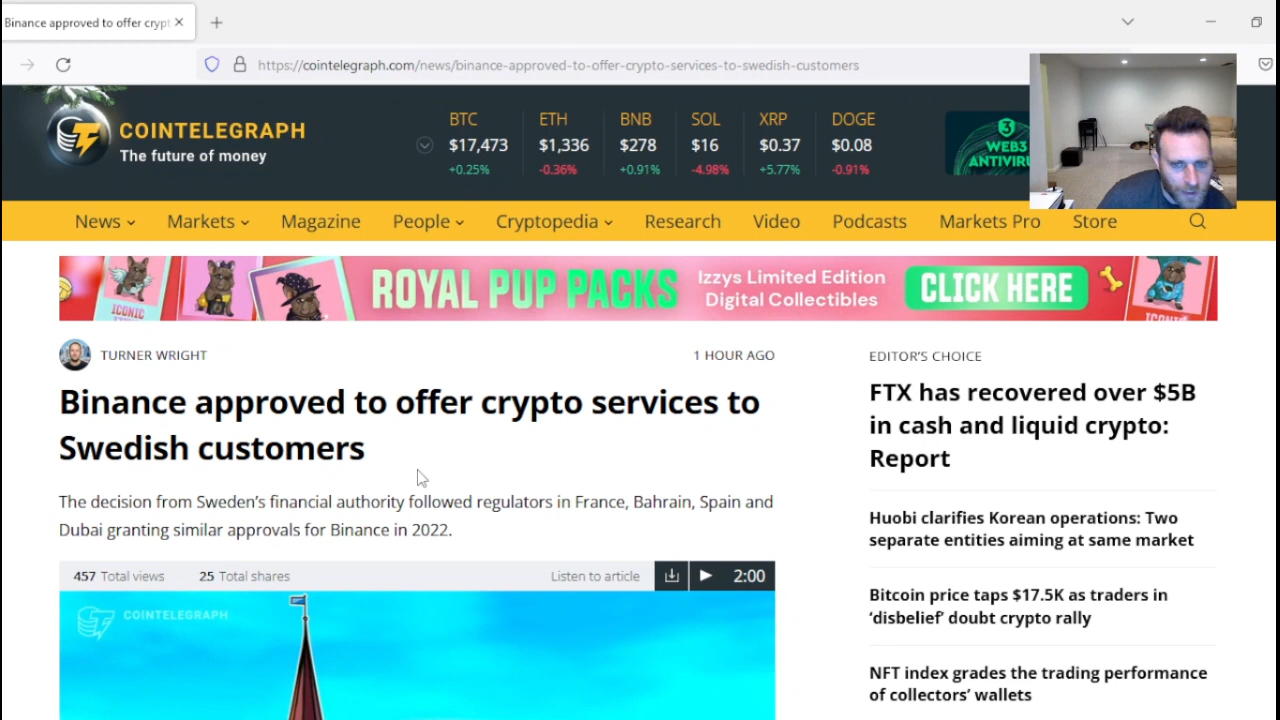 Binance approved to offer crypt
https://cointelegraph.com/news/binance-approved-to-offer-crypto-services-to-swedish-customers
COINTELEGRAPH
The future of money
BTC ETH BNB SOL XRP DOGE
$17,473 $1,336 $278 $16 $0.37 $0.08
+0.25% -0.36% +0.91% -4.98% +5.77% -0.91%
3
WEB3
ANTIVIRU
News Markets Magazine People Cryptopedia Research Video Podcasts Markets Pro Store
ROYAL PUP PACKS
Izzys Limited Edition
Digital Collectibles
CLICK HERE
ICONIC
TURNER WRIGHT
1 HOUR AGO
Binance approved to offer crypto services to
Swedish customers
The decision from Sweden's financial authority followed regulators in France, Bahrain, Spain and
Dubai granting similar approvals for Binance in 2022.
457 Total views 25 Total shares Listen to article 2:00
COINTELEGRAPH
EDITOR'S CHOICE
FTX has recovered over $5B
in cash and liquid crypto:
Report
Huobi clarifies Korean operations: Two
separate entities aiming at same market
Bitcoin price taps $17.5K as traders in
‘disbelief’ doubt crypto rally
NFT index grades the trading performance
of collectors’ wallets